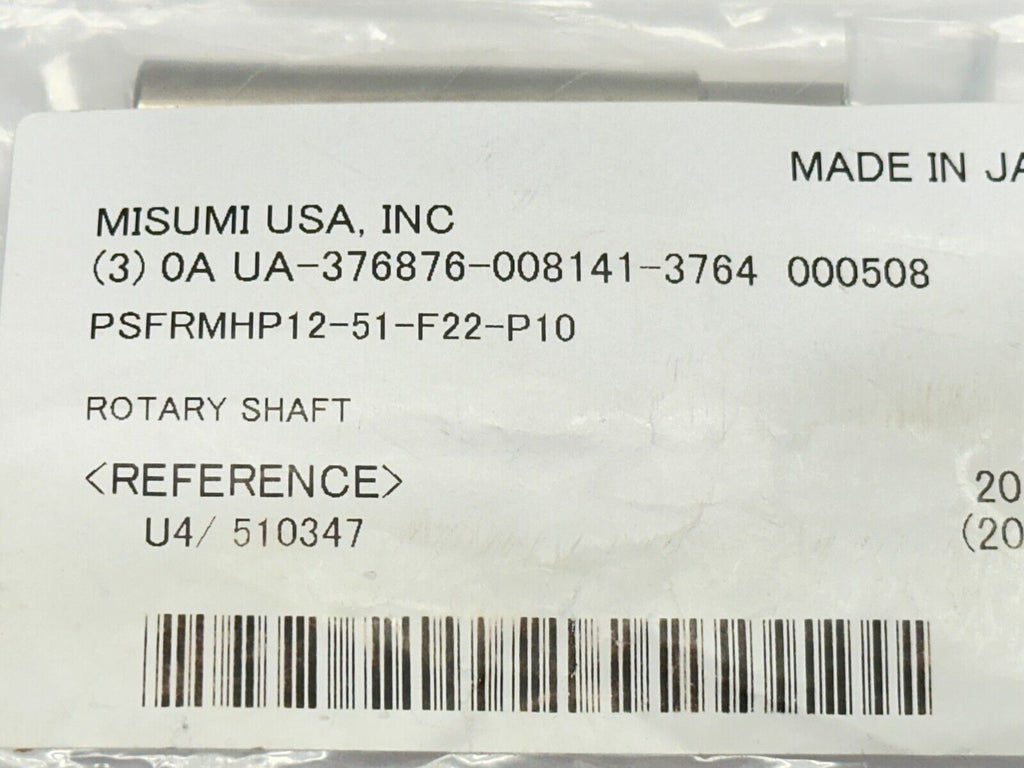 MADE IN JA
MISUMI USA, INC
(3) 0A UA-376876-008141-3764 000508
PSFRMHP12-51-F22-P10
ROTARY SHAFT
<REFERENCE>
20
U4/ 510347
(20